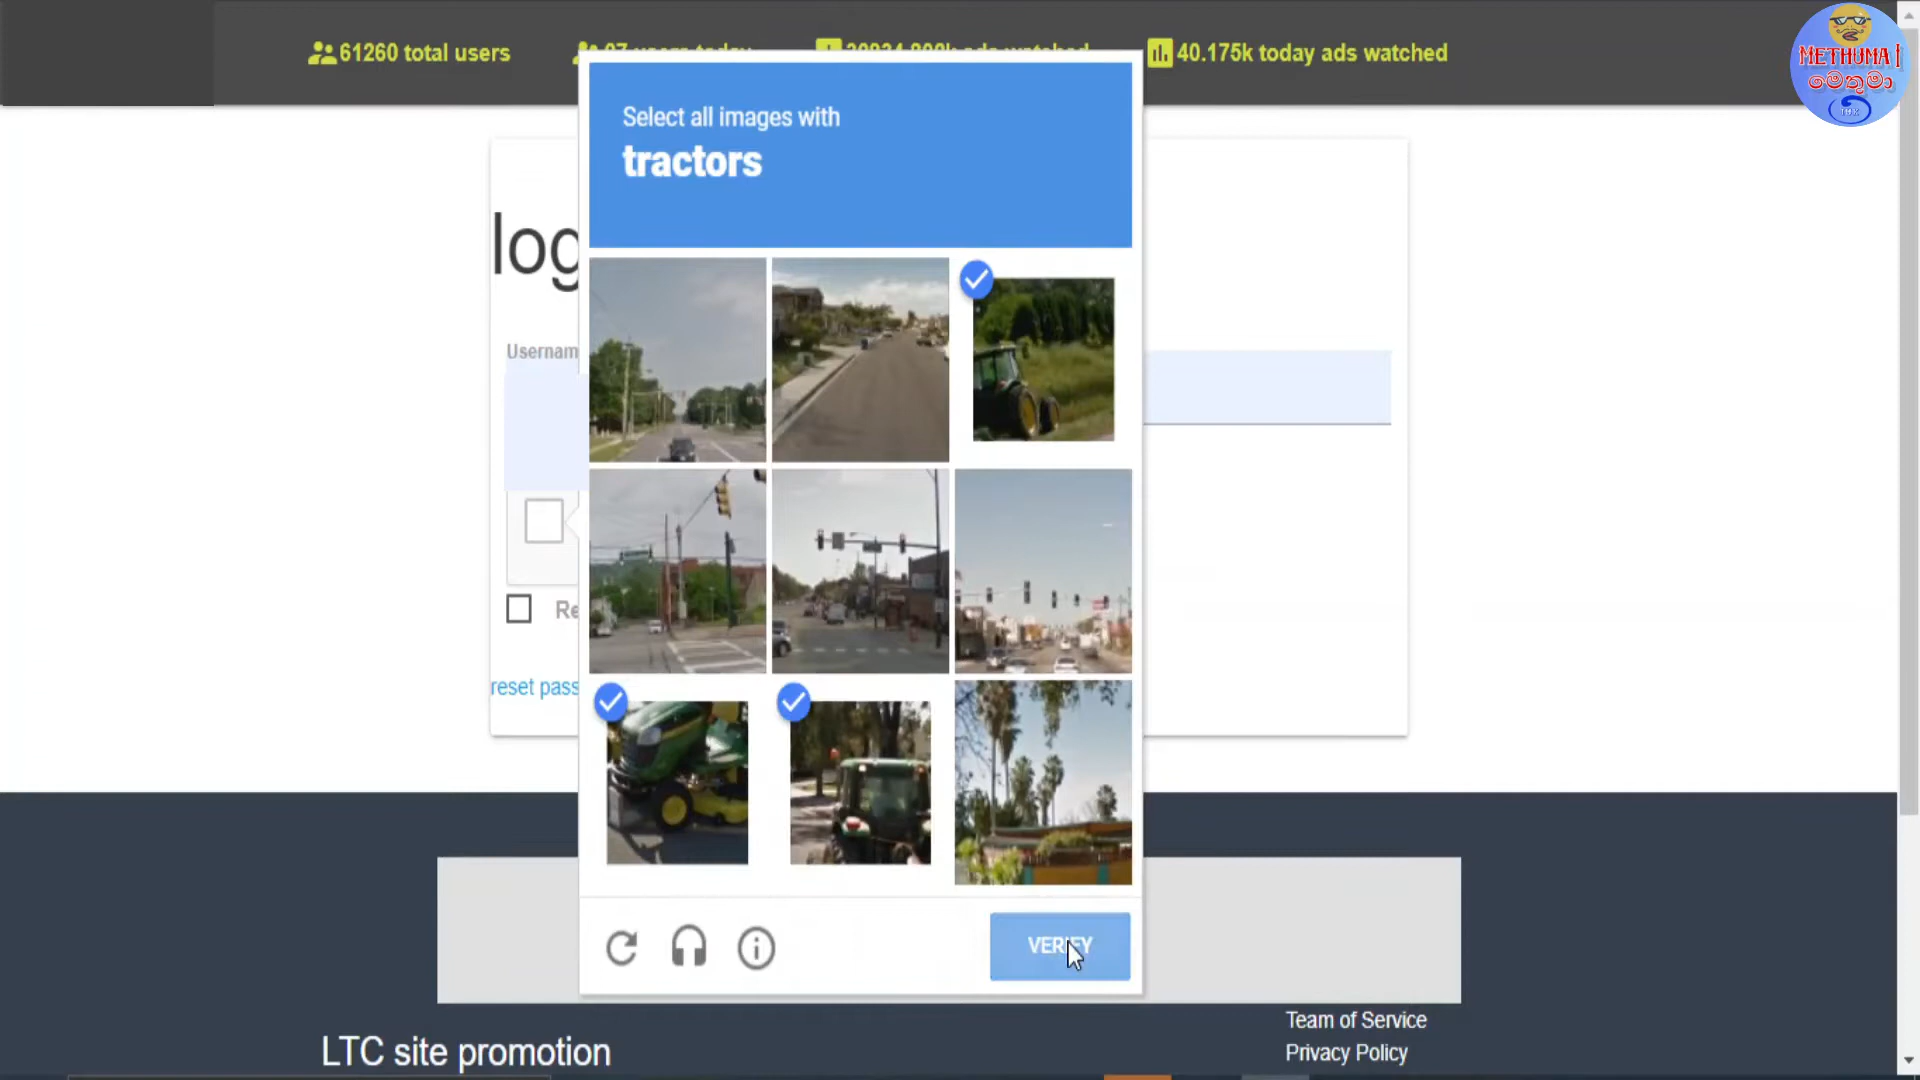 61260 total users
40.175k today ads watched
METHUMA
මෙතුමා
Select all images with
tractors
log
Usernam
Re
reset pass
VERIFY
Team of Service
Privacy Policy
LTC site promotion